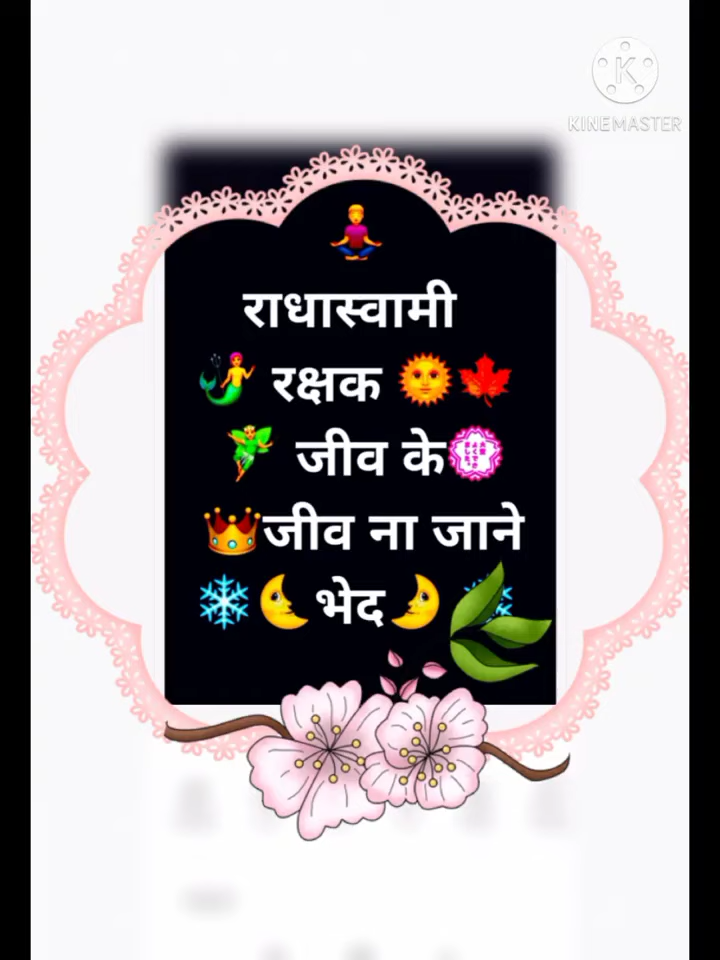 KINEMASTER
राधास्वामी
रक्षक
जीव के
जीव ना जाने
भेद